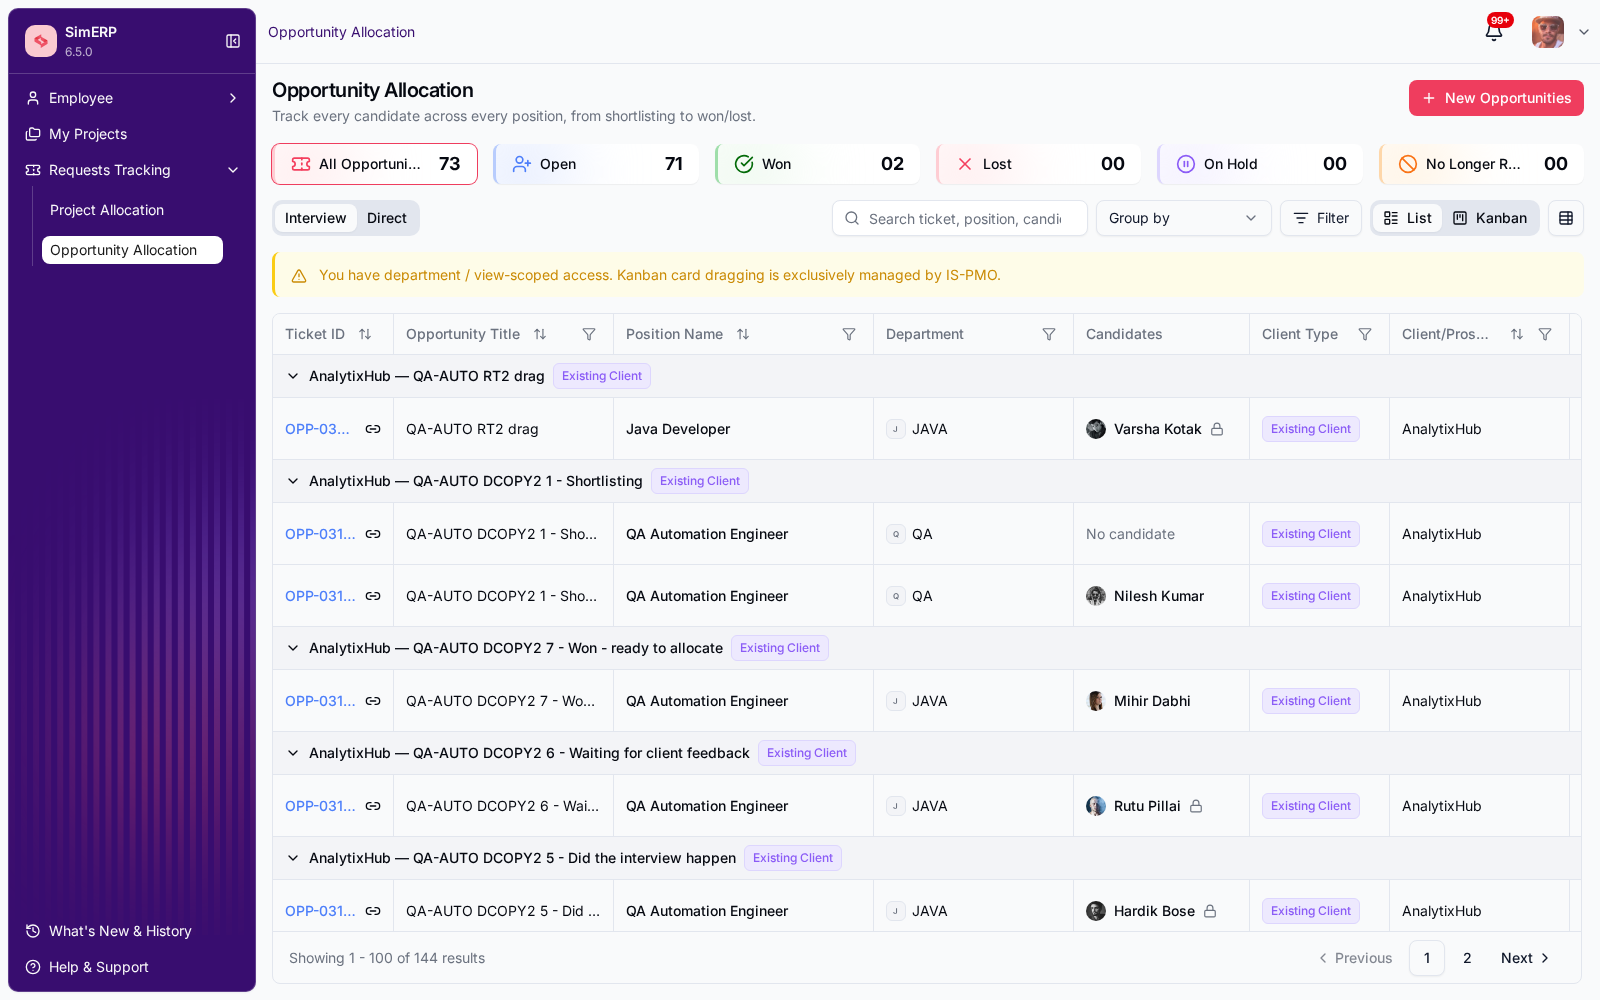 SimERP
6.5.0
Employee
My Projects
Requests Tracking
Project Allocation
Opportunity Allocation
What's New & History
Help & Support
Opportunity Allocation
99+
Opportunity Allocation
Track every candidate across every position, from shortlisting to won/lost.
New Opportunities
All Opportuni... 73
Open 71
Won 02
Lost 00
On Hold 00
No Longer R... 00
Interview Direct
Search ticket, position, candi
Group by
Filter
List Kanban
You have department / view-scoped access. Kanban card dragging is exclusively managed by IS-PMO.
Ticket ID Opportunity Title Position Name Department Candidates Client Type Client/Pros...
AnalytixHub — QA-AUTO RT2 drag Existing Client
OPP-03... QA-AUTO RT2 drag Java Developer J JAVA Varsha Kotak Existing Client AnalytixHub
AnalytixHub — QA-AUTO DCOPY2 1 - Shortlisting Existing Client
OPP-031... QA-AUTO DCOPY2 1 - Sho... QA Automation Engineer Q QA No candidate Existing Client AnalytixHub
OPP-031... QA-AUTO DCOPY2 1 - Sho... QA Automation Engineer Q QA Nilesh Kumar Existing Client AnalytixHub
AnalytixHub — QA-AUTO DCOPY2 7 - Won - ready to allocate Existing Client
OPP-031... QA-AUTO DCOPY2 7 - Wo... QA Automation Engineer J JAVA Mihir Dabhi Existing Client AnalytixHub
AnalytixHub — QA-AUTO DCOPY2 6 - Waiting for client feedback Existing Client
OPP-031... QA-AUTO DCOPY2 6 - Wai... QA Automation Engineer J JAVA Rutu Pillai Existing Client AnalytixHub
AnalytixHub — QA-AUTO DCOPY2 5 - Did the interview happen Existing Client
OPP-031... QA-AUTO DCOPY2 5 - Did ... QA Automation Engineer J JAVA Hardik Bose Existing Client AnalytixHub
Showing 1 - 100 of 144 results
Previous 1 2 Next